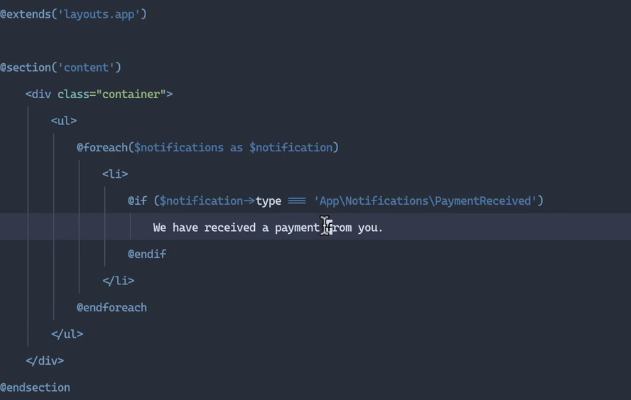 @extends('layouts.app')
@section('content')
<div class="container">
<ul>
@foreach($notifications as $notification)
<li>
@if ($notification->type === 'App\Notifications\PaymentReceived')
We have received a payment from you.
@endif
</li>
@endforeach
</ul>
</div>
@endsection